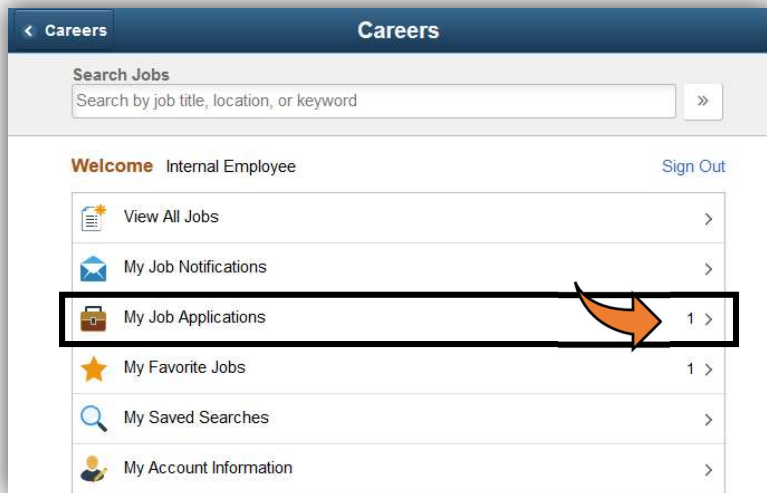 Careers
Careers
Search Jobs
Search by job title, location, or keyword
Welcome Internal Employee Sign Out
View All Jobs
My Job Notifications
My Job Applications 1
My Favorite Jobs 1
My Saved Searches
My Account Information